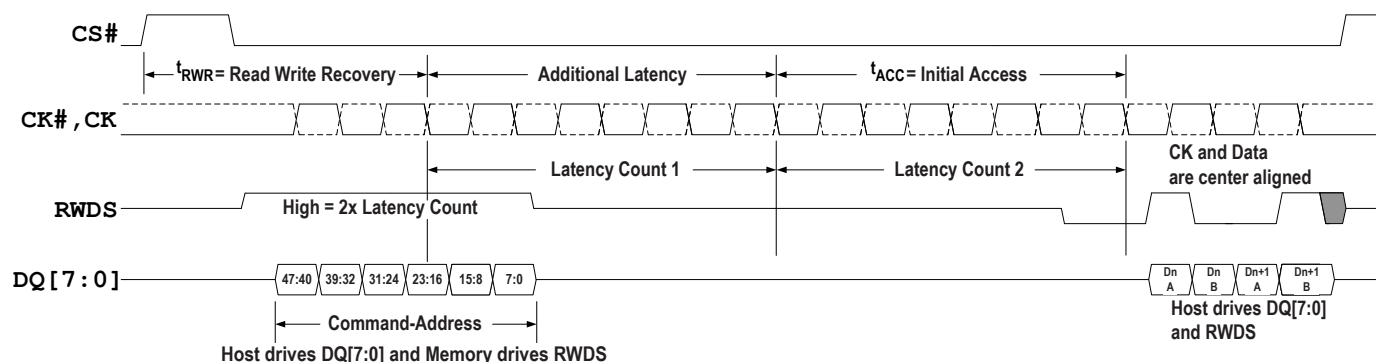 CS#
tRWR= Read Write Recovery
Additional Latency
tACC= Initial Access
CK#,CK
Latency Count 1
Latency Count 2
CK and Data
are center aligned
High = 2x Latency Count
RWDS
DQ[7:0]
47:40 39:32 31:24 23:16 15:8 7:0
Dn A
Dn B
Dn+1 A
Dn+1 B
Command-Address
Host drives DQ[7:0] and Memory drives RWDS
Host drives DQ[7:0]
and RWDS